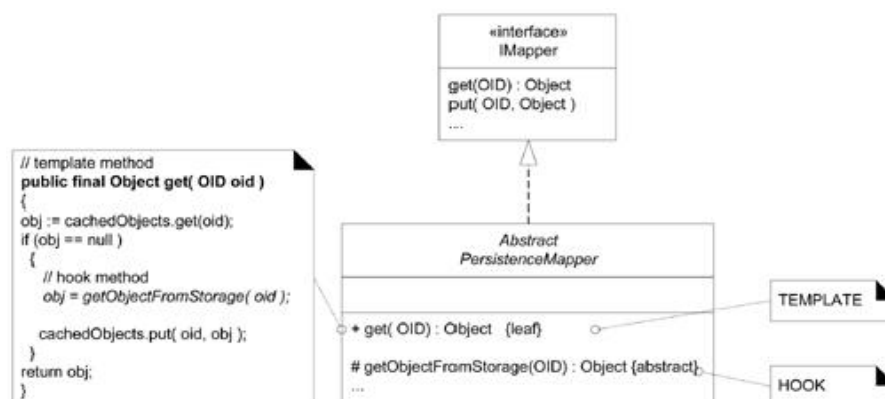 «interface»
IMapper
get(OID) : Object
put( OID, Object )
....
// template method
public final Object get( OID oid )
{
obj := cachedObjects.get(oid);
if (obj == null )
{
// hook method
obj = getObjectFromStorage( oid );
cachedObjects.put( oid, obj );
}
return obj;
}
Abstract
PersistenceMapper
+ get( OID) : Object {leaf}
# getObjectFromStorage(OID) : Object {abstract}
...
TEMPLATE
HOOK